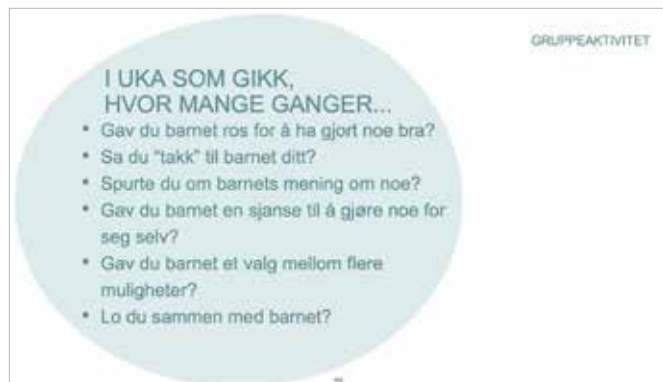 GRUPPEAKTIVITET
I UKA SOM GIKK,
HVOR MANGE GANGER...
• Gav du barnet ros for å ha gjort noe bra?
• Sa du "takk" til barnet ditt?
• Spurte du om barnets mening om noe?
• Gav du barnet en sjanse til å gjøre noe for
seg selv?
• Gav du barnet et valg mellom flere
muligheter?
• Lo du sammen med barnet?